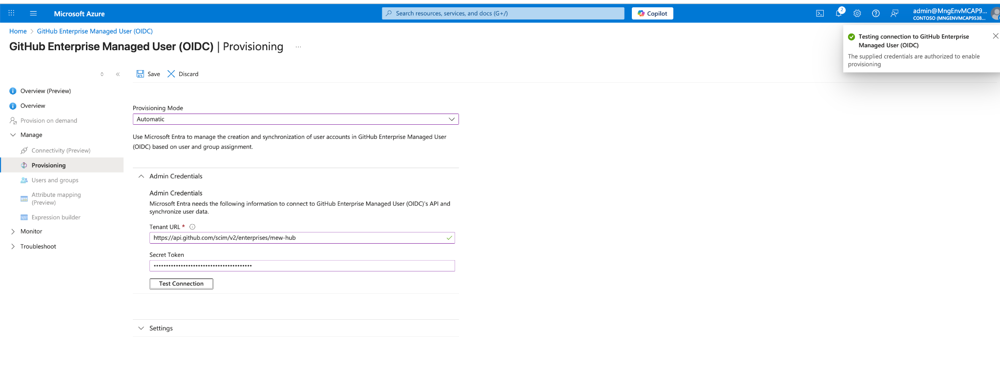 Microsoft Azure
Search resources, services, and docs (G+/)
Copilot
2
admin@MngEnvMCAP9...
CONTOSO (MNGENVMCAP9538...
Home > GitHub Enterprise Managed User (OIDC)
GitHub Enterprise Managed User (OIDC) | Provisioning ...
Testing connection to GitHub Enterprise
Managed User (OIDC)
The supplied credentials are authorized to enable
provisioning
Save
Discard
Overview (Preview)
Overview
Provision on demand
Manage
Connectivity (Preview)
Provisioning
Users and groups
Attribute mapping
(Preview)
Expression builder
Monitor
Troubleshoot
Provisioning Mode
Automatic
Use Microsoft Entra to manage the creation and synchronization of user accounts in GitHub Enterprise Managed User
(OIDC) based on user and group assignment.
Admin Credentials
Admin Credentials
Microsoft Entra needs the following information to connect to GitHub Enterprise Managed User (OIDC)'s API and
synchronize user data.
Tenant URL *
https://api.github.com/scim/v2/enterprises/mew-hub
Secret Token
••••••••••••••••••••••••••••••••••••••••
Test Connection
Settings